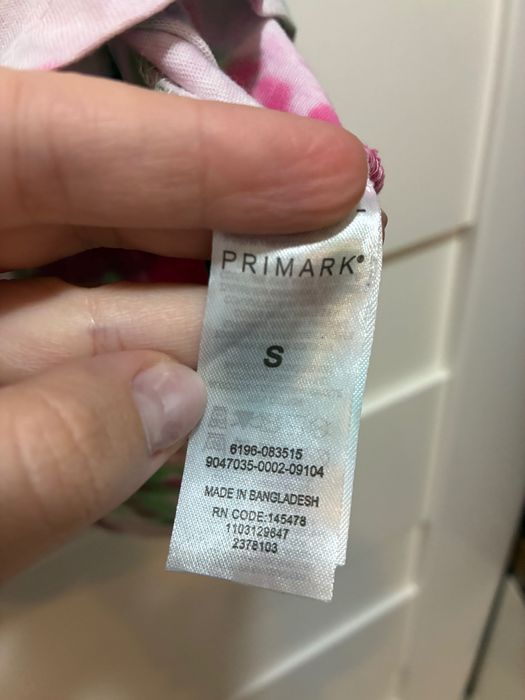 PRIMARK®
S
6196-083515
9047035-0002-09104
MADE IN BANGLADESH
RN CODE:145478
1103129647
2378103